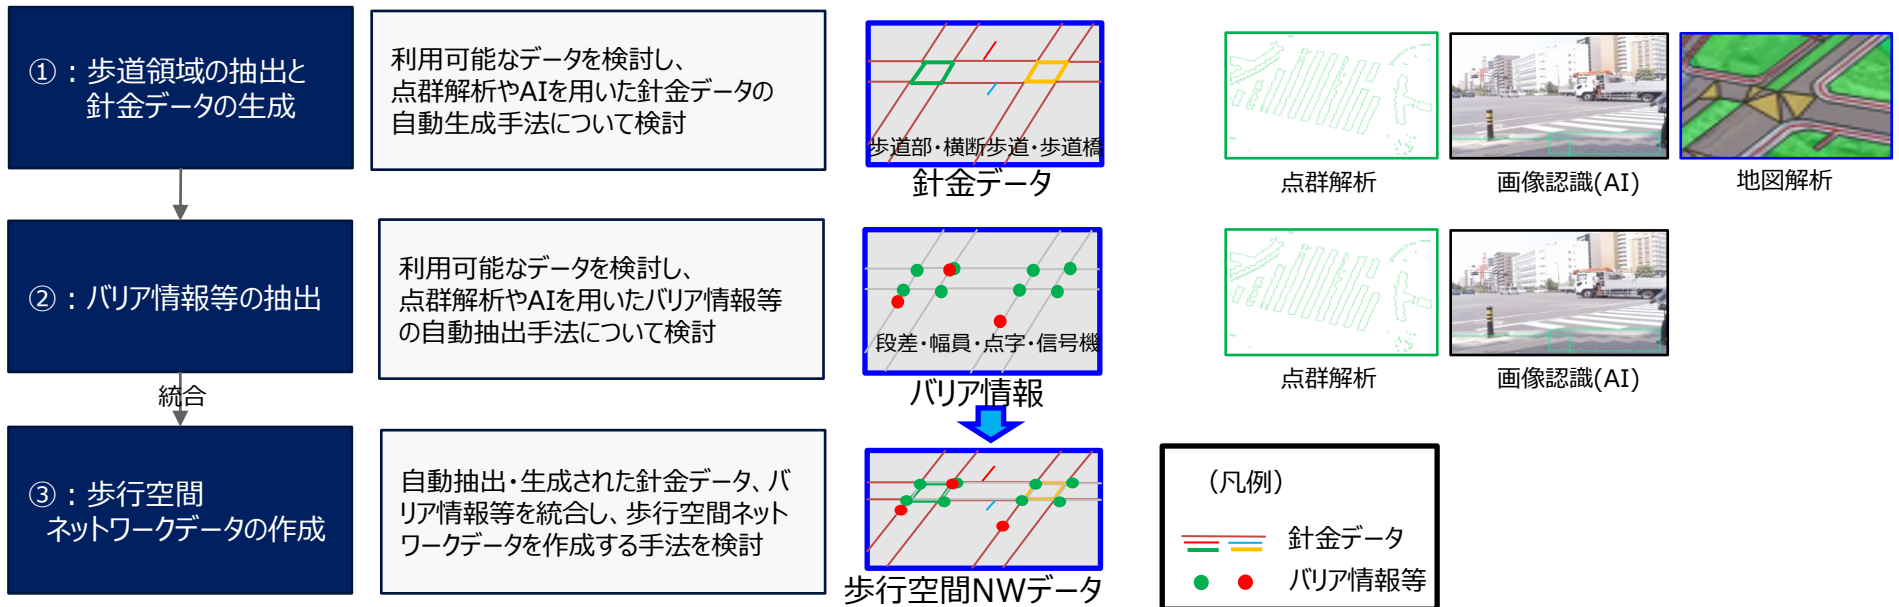 ①：歩道領域の抽出と
針金データの生成
利用可能なデータを検討し、
点群解析やAIを用いた針金データの
自動生成手法について検討
歩道部・横断歩道・歩道橋
針金データ
点群解析
画像認識(AI)
地図解析
②：バリア情報等の抽出
利用可能なデータを検討し、
点群解析やAIを用いたバリア情報等
の自動抽出手法について検討
段差・幅員・点字・信号機
バリア情報
点群解析
画像認識(AI)
統合
③：歩行空間
ネットワークデータの作成
自動抽出・生成された針金データ、バ
リア情報等を統合し、歩行空間ネット
ワークデータを作成する手法を検討
歩行空間NWデータ
（凡例）
針金データ
バリア情報等